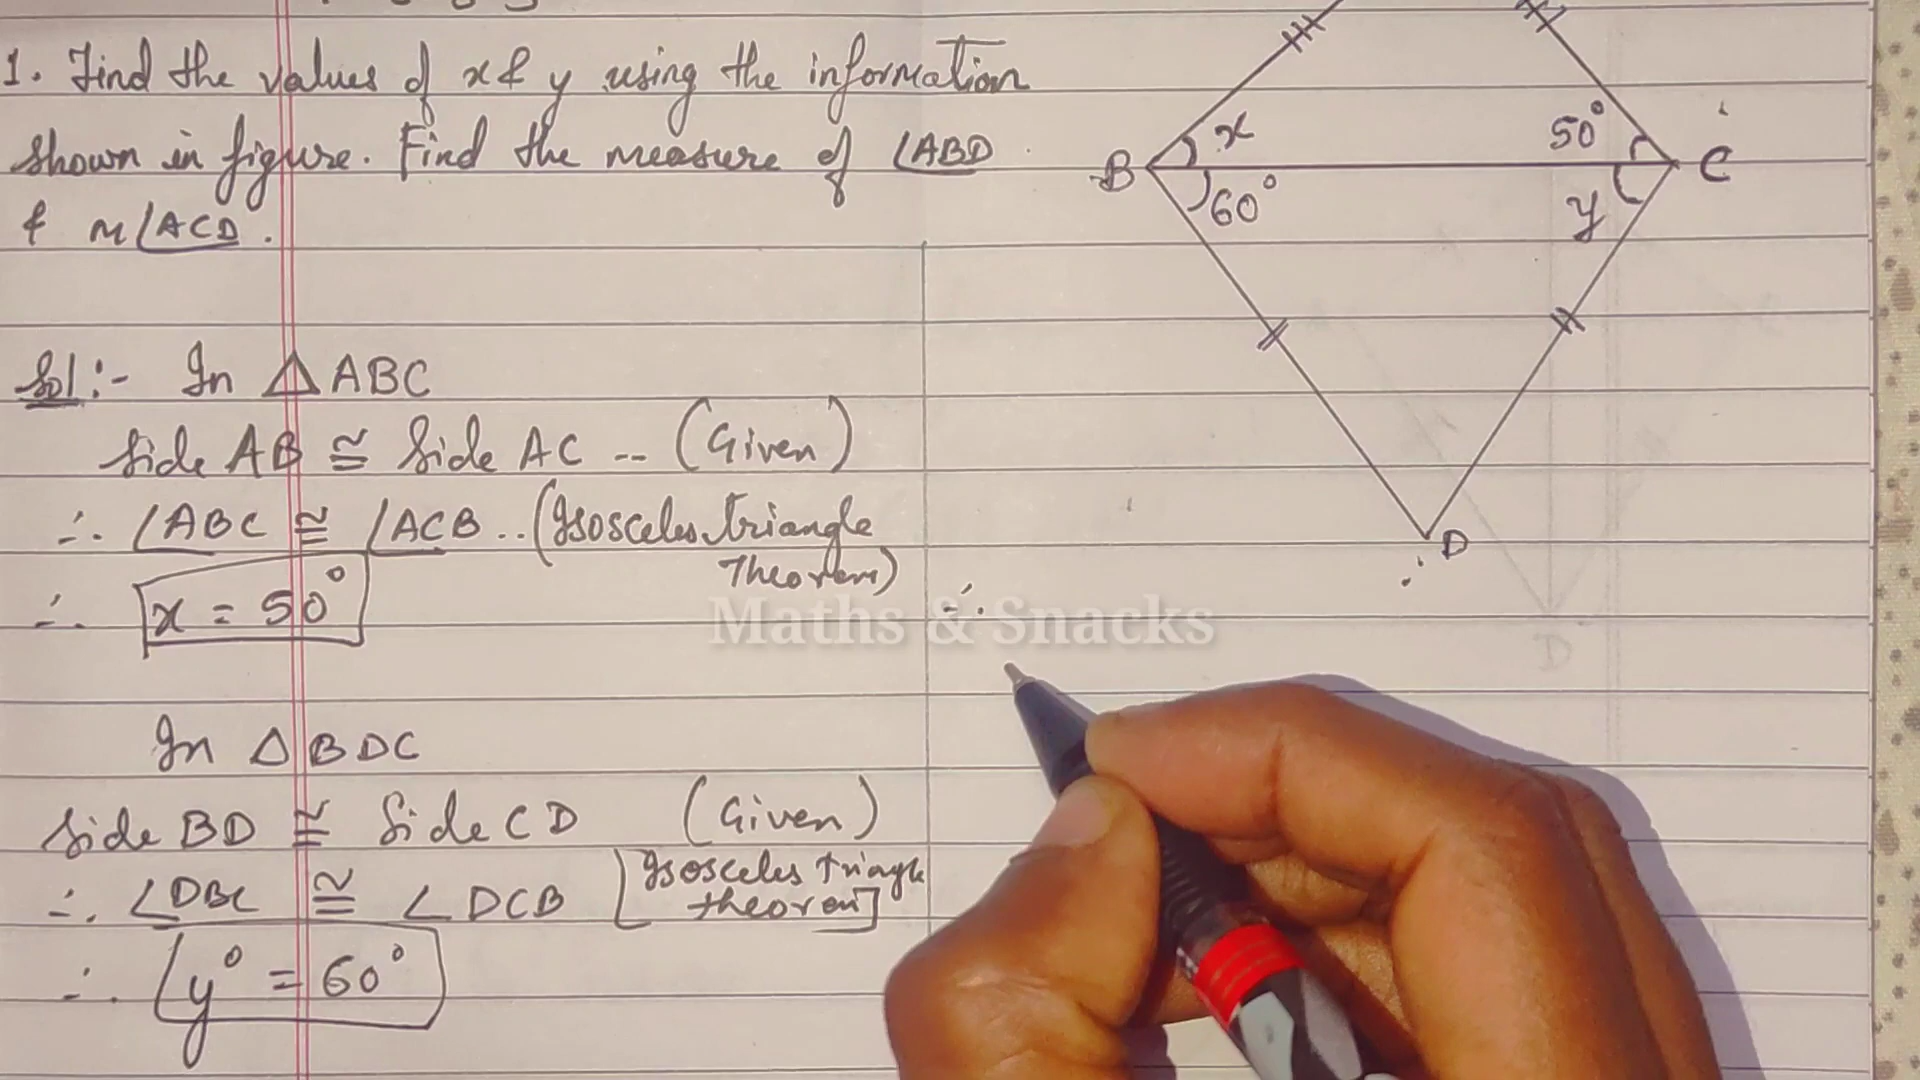 1. Find the values of x & y using the information
shown in figure. Find the measure of ∠ABD
& m∠ACD.
Sol:- In △ABC
Side AB ≅ Side AC -- (Given)
∴ ∠ABC ≅ ∠ACB .. (Isosceles triangle
Theorem)
∴ x = 50°
In △BDC
Side BD ≅ Side CD (Given)
∴ ∠DBC ≅ ∠DCB [Isosceles triangle
theorem]
∴ y° = 60°
∴
x
50°
B
C
60°
y
D
D
Maths & Snacks